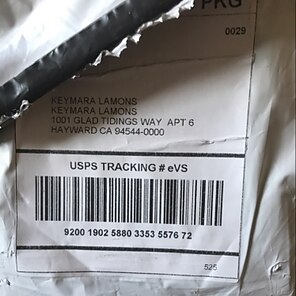 PKG
0029
KEYMARA LAMONS
KEYMARA LAMONS
1001 GLAD TIDINGS WAY APT 6
HAYWARD CA 94544-0000
USPS TRACKING # eVS
9200 1902 5880 3353 5576 72
525